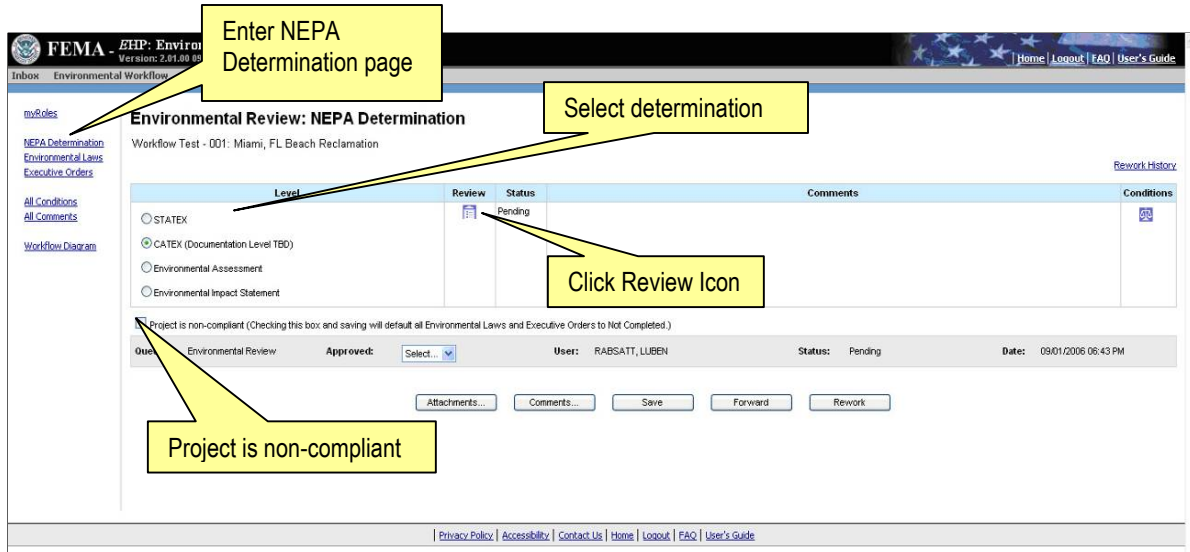 Enter NEPA
Determination page
FEMA - EHP:
Version: 2.01.00
Home | Logout | FAQ | User's Guide
Inbox Environmental Workflow
myRoles
NEPA Determination
Environmental Laws
Executive Orders
All Conditions
All Comments
Workflow Diagram
Environmental Review: NEPA Determination
Select determination
Workflow Test - 001: Miami, FL Beach Reclamation
Rework History
Level Review Status Comments Conditions
STATEX Pending
CATEX (Documentation Level TBD)
Environmental Assessment
Environmental Impact Statement
Click Review Icon
Project is non-compliant (Checking this box and saving will default all Environmental Laws and Executive Orders to Not Completed.)
Environmental Review Approved: Select... User: RABSATT, LUBEN Status: Pending Date: 09/01/2006 06:43 PM
Attachments... Comments... Save Forward Rework
Project is non-compliant
| Privacy Policy | Accessibility | Contact Us | Home | Logout | FAQ | User's Guide